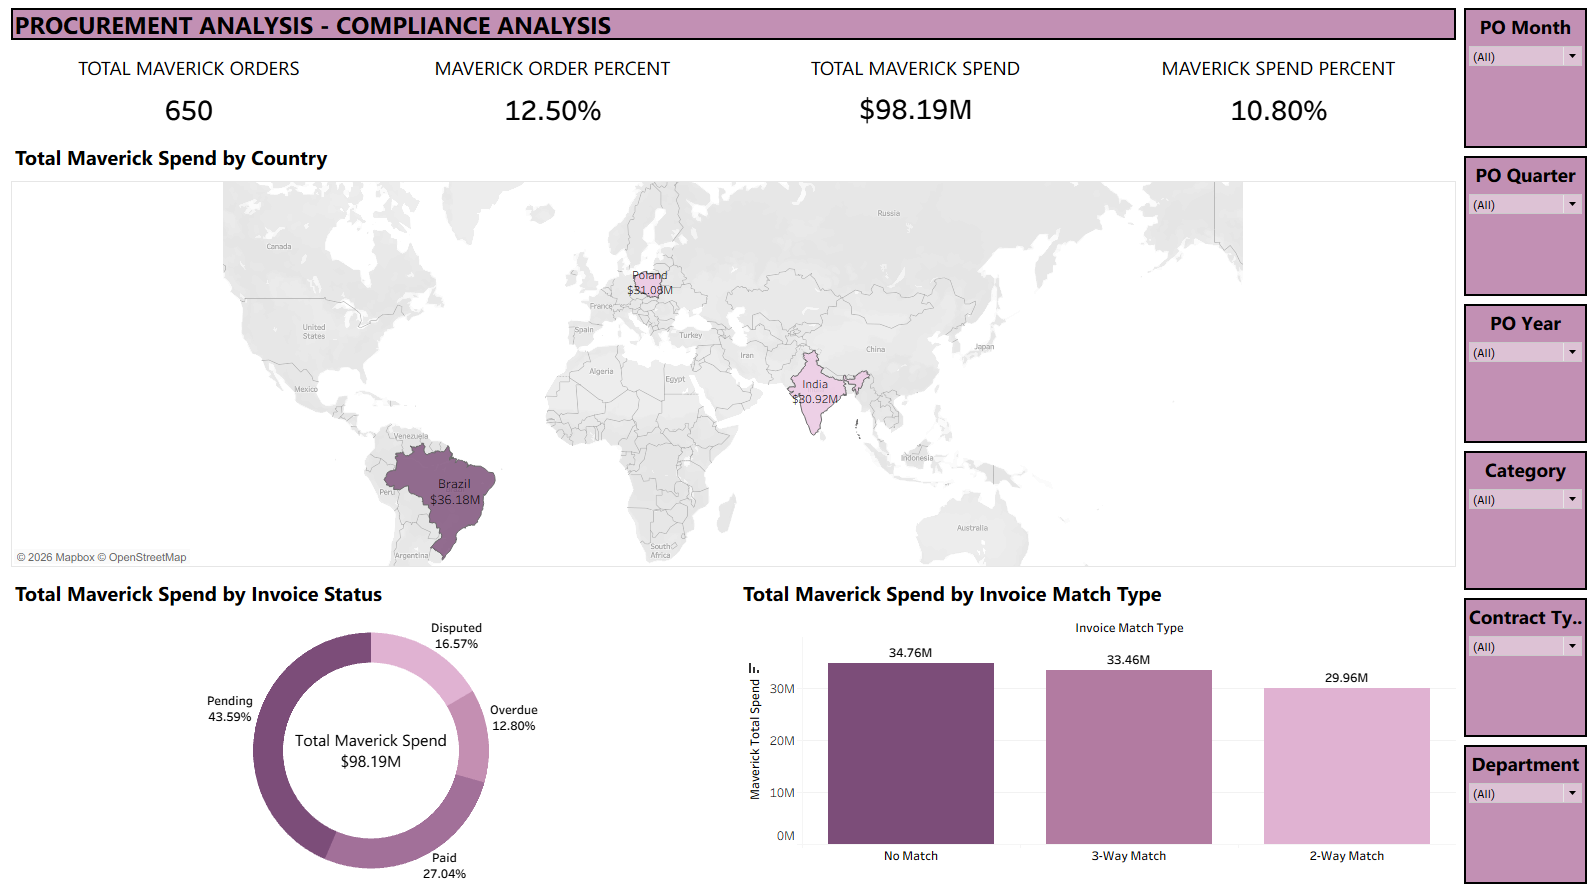 PROCUREMENT ANALYSIS - COMPLIANCE ANALYSIS
TOTAL MAVERICK ORDERS
650
MAVERICK ORDER PERCENT
12.50%
TOTAL MAVERICK SPEND
$98.19M
MAVERICK SPEND PERCENT
10.80%
Total Maverick Spend by Country
Canada
United
States
Mexico
Venezuela
Peru
Brazil
$36.18M
Argentina
Poland
$31.08M
France
Spain
Turkey
Algeria
Egypt
Iran
South
Africa
Russia
China
Japan
India
$30.92M
Indonesia
Australia
© 2026 Mapbox © OpenStreetMap
Total Maverick Spend by Invoice Status
Disputed
16.57%
Overdue
12.80%
Pending
43.59%
Total Maverick Spend
$98.19M
Paid
27.04%
Total Maverick Spend by Invoice Match Type
Invoice Match Type
Maverick Total Spend
30M
20M
10M
0M
34.76M
33.46M
29.96M
No Match
3-Way Match
2-Way Match
PO Month
(All)
PO Quarter
(All)
PO Year
(All)
Category
(All)
Contract Ty..
(All)
Department
(All)